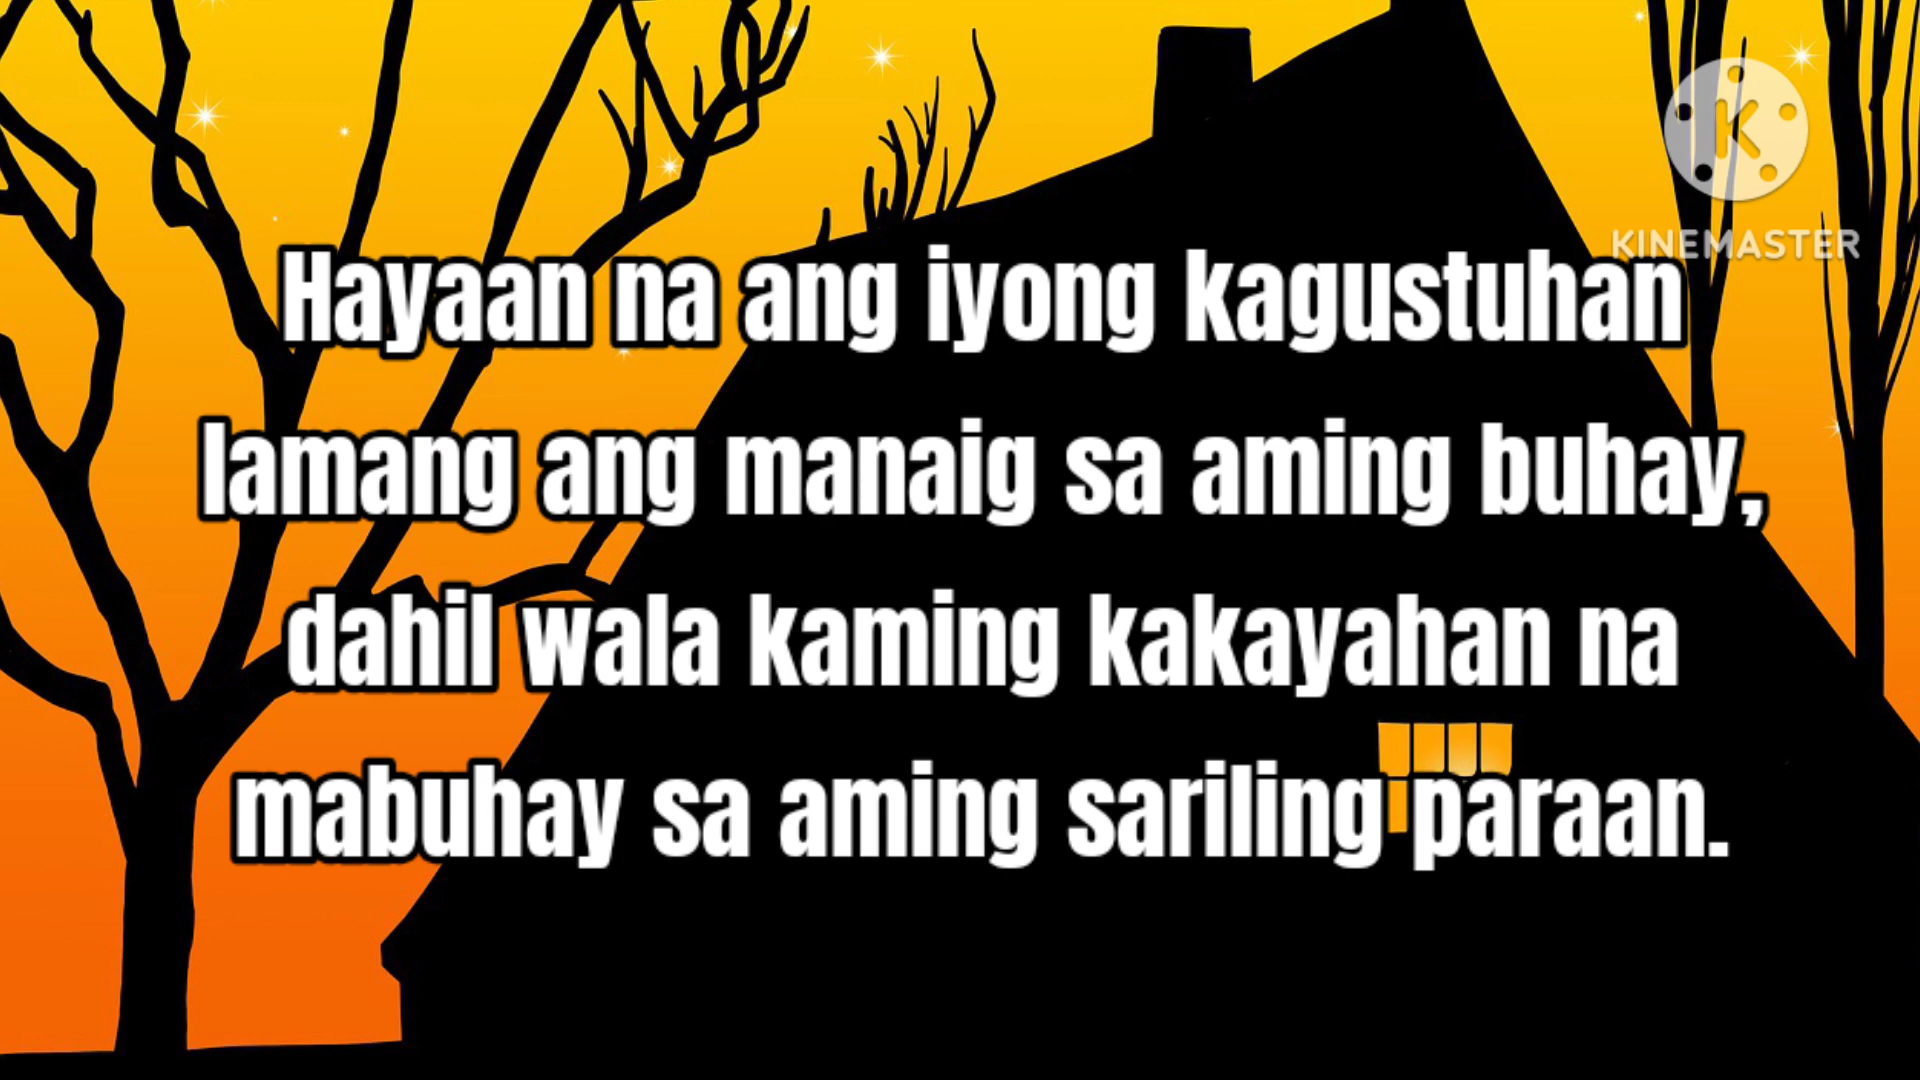 KINEMASTER
Hayaan na ang iyong kagustuhan
lamang ang manaig sa aming buhay,
dahil wala kaming kakayahan na
mabuhay sa aming sariling paraan.